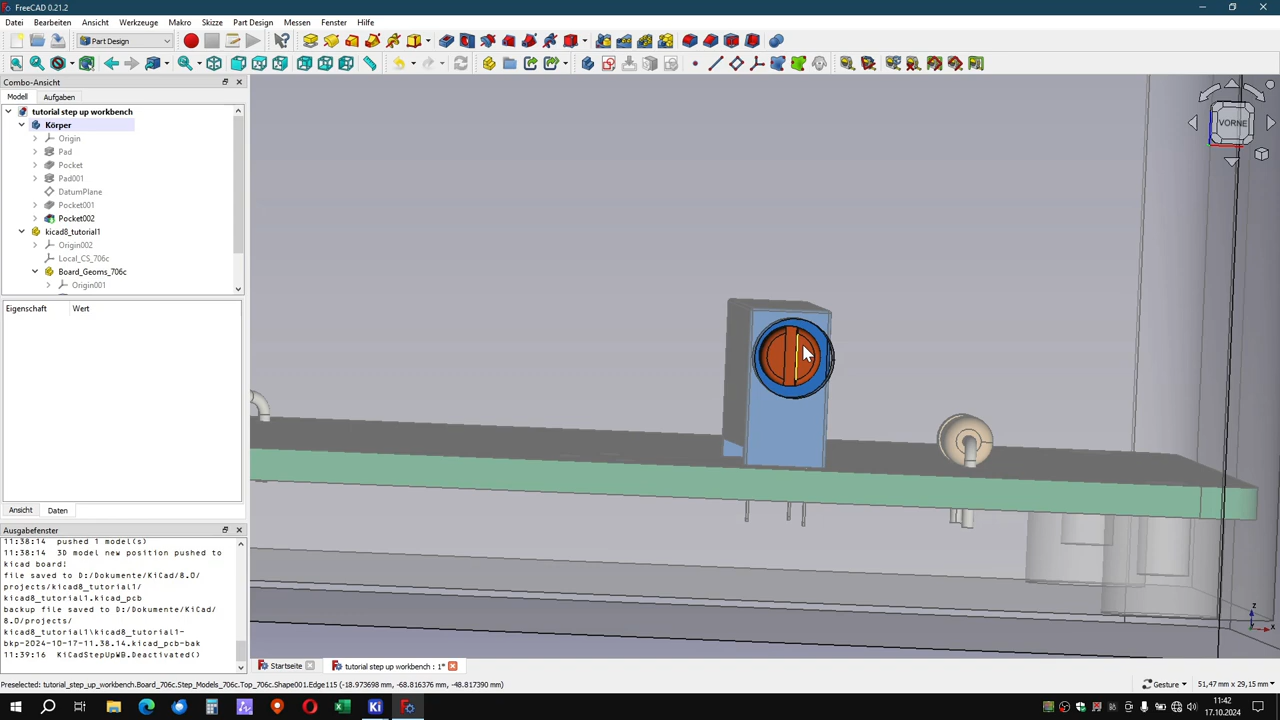 FreeCAD 0.21.2
Datei Bearbeiten Ansicht Werkzeuge Makro Skizze Part Design Messen Fenster Hilfe
Part Design
Combo-Ansicht
Modell Aufgaben
tutorial step up workbench
Körper
Origin
Pad
Pocket
Pad001
DatumPlane
Pocket001
Pocket002
kicad8_tutorial1
Origin002
Local_CS_706c
Board_Geoms_706c
Origin001
Eigenschaft Wert
Ansicht Daten
Ausgabefenster
11:38:14 pushed 1 model(s)
11:38:14 3D model new position pushed to
kicad board!
file saved to D:/Dokumente/KiCad/8.0/
projects/kicad8_tutorial1/
kicad8_tutorial1.kicad_pcb
backup file saved to D:/Dokumente/KiCad/
8.0/projects/
kicad8_tutorial1\kicad8_tutorial1-
bkp-2024-10-17-11.38.14.kicad_pcb-bak
11:39:16 KiCadStepUpWB.Deactivated()
VORNE
z
x
Startseite tutorial step up workbench : 1*
Preselected: tutorial_step_up_workbench.Board_706c.Step_Models_706c.Top_706c.Shape001.Edge115 (-18.973698 mm, -68.816376 mm, -48.817390 mm)
Gesture 51,47 mm x 29,15 mm
11:42
17.10.2024